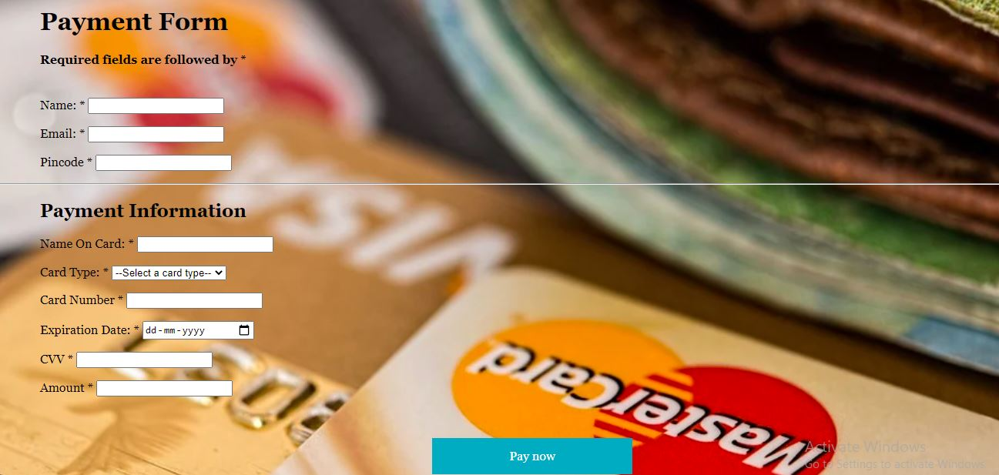 Payment Form
Required fields are followed by *
Name: *
Email: *
Pincode *
Payment Information
Name On Card: *
Card Type: * --Select a card type--
Card Number *
Expiration Date: * dd-mm-yyyy
CVV *
Amount *
VISA
MasterCard
Pay now
Activate Windows
Go to Settings to activate Windows.